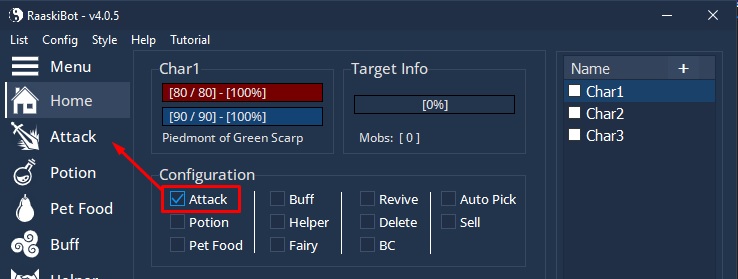 RaaskiBot - v4.0.5
List Config Style Help Tutorial
Menu
Home
Attack
Potion
Pet Food
Buff
Home
Char1
[80 / 80] - [100%]
[90 / 90] - [100%]
Piedmont of Green Scarp
Target Info
[0%]
Mobs: [ 0 ]
Configuration
Attack Buff Revive Auto Pick
Potion Helper Delete Sell
Pet Food Fairy BC
Name +
Char1
Char2
Char3